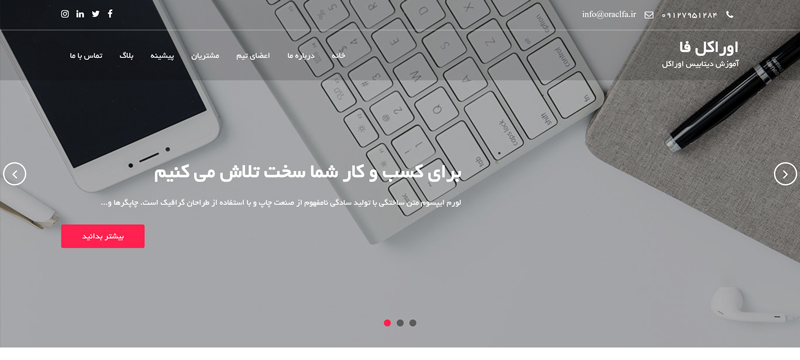 ۰۹۱۲۷۹۵۱۲۸۴ info@oraclfa.ir
اوراکل فا
آموزش دیتابیس اوراکل
خانه درباره ما اعضای تیم مشتریان پیشینه بلاگ تماس با ما
برای کسب و کار شما سخت تلاش می کنیم
لورم ایپسوم متن ساختگی با تولید سادگی نامفهوم از صنعت چاپ و با استفاده از طراحان گرافیک است. چاپگرها و...
بیشتر بدانید